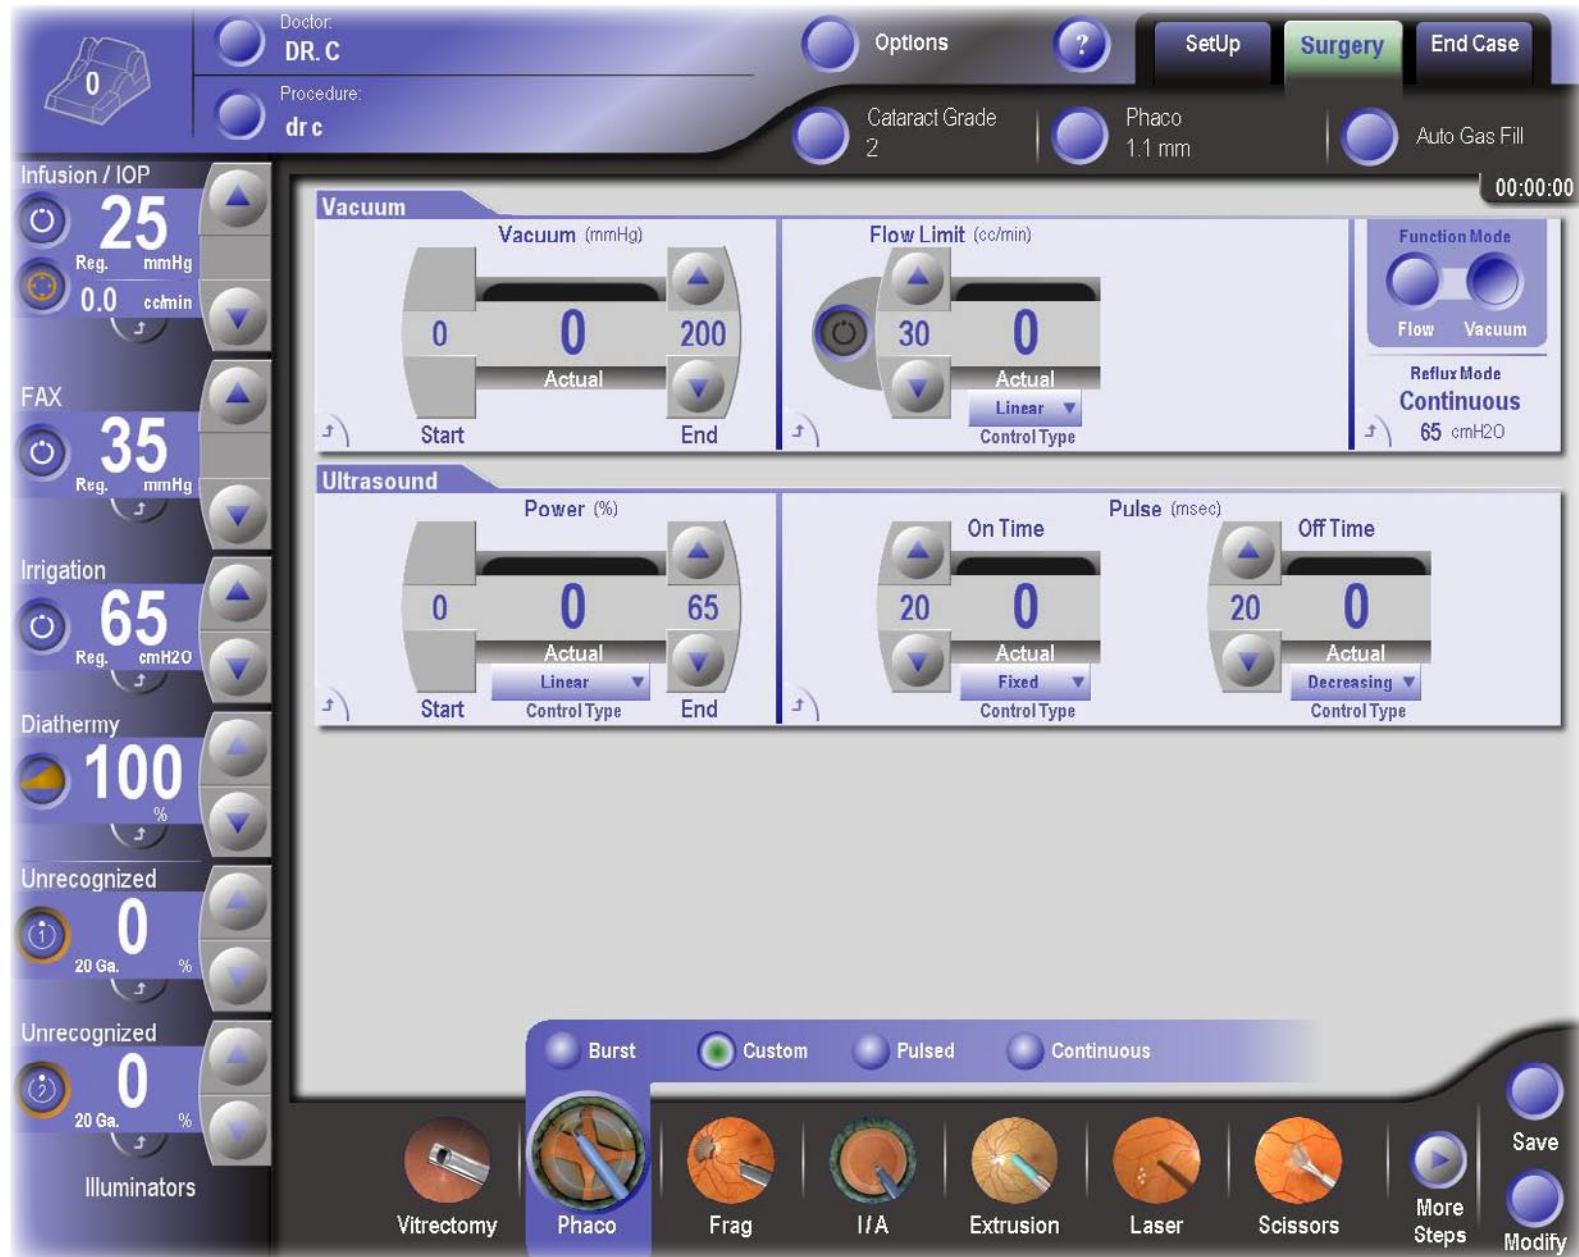 0
Doctor:
DR. C
Procedure:
dr c
Options
?
SetUp
Surgery
End Case
Cataract Grade
2
Phaco
1.1 mm
Auto Gas Fill
00:00:00
Infusion / IOP
25
Reg. mmHg
0.0 cc/min
FAX
35
Reg. mmHg
Irrigation
65
Reg. cmH2O
Diathermy
100
%
Unrecognized
1
0
20 Ga. %
Unrecognized
2
0
20 Ga. %
Illuminators
Vacuum
Vacuum (mmHg)
0 0 200
Actual
Start End
Flow Limit (cc/min)
30 0
Actual
Linear
Control Type
Function Mode
Flow Vacuum
Reflux Mode
Continuous
65 cmH2O
Ultrasound
Power (%)
0 0 65
Actual
Linear
Start Control Type End
Pulse (msec)
On Time
20 0
Actual
Fixed
Control Type
Off Time
20 0
Actual
Decreasing
Control Type
Burst Custom Pulsed Continuous
Vitrectomy Phaco Frag I/A Extrusion Laser Scissors
More
Steps
Save
Modify